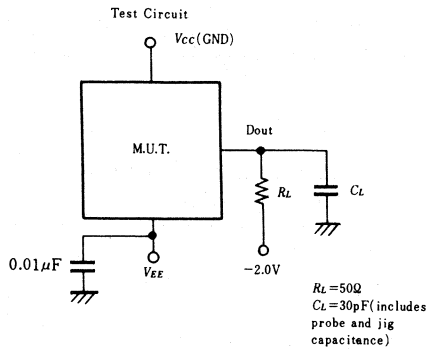 Test Circuit
Vcc(GND)
M.U.T.
Dout
RL
CL
0.01μF
VEE
-2.0V
RL=50Ω
CL=30pF(includes
probe and jig
capacitance)